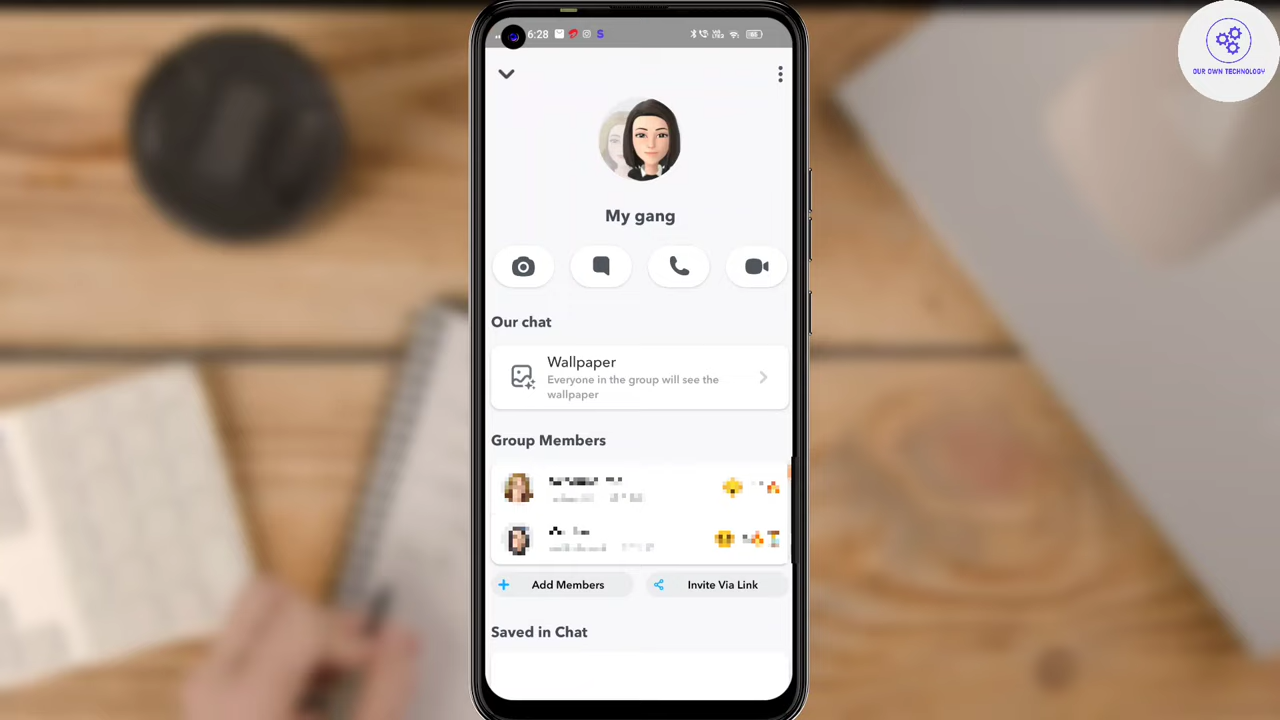 6:28
OUR OWN TECHNOLOGY
My gang
Our chat
Wallpaper
Everyone in the group will see the
wallpaper
Group Members
Add Members
Invite Via Link
Saved in Chat